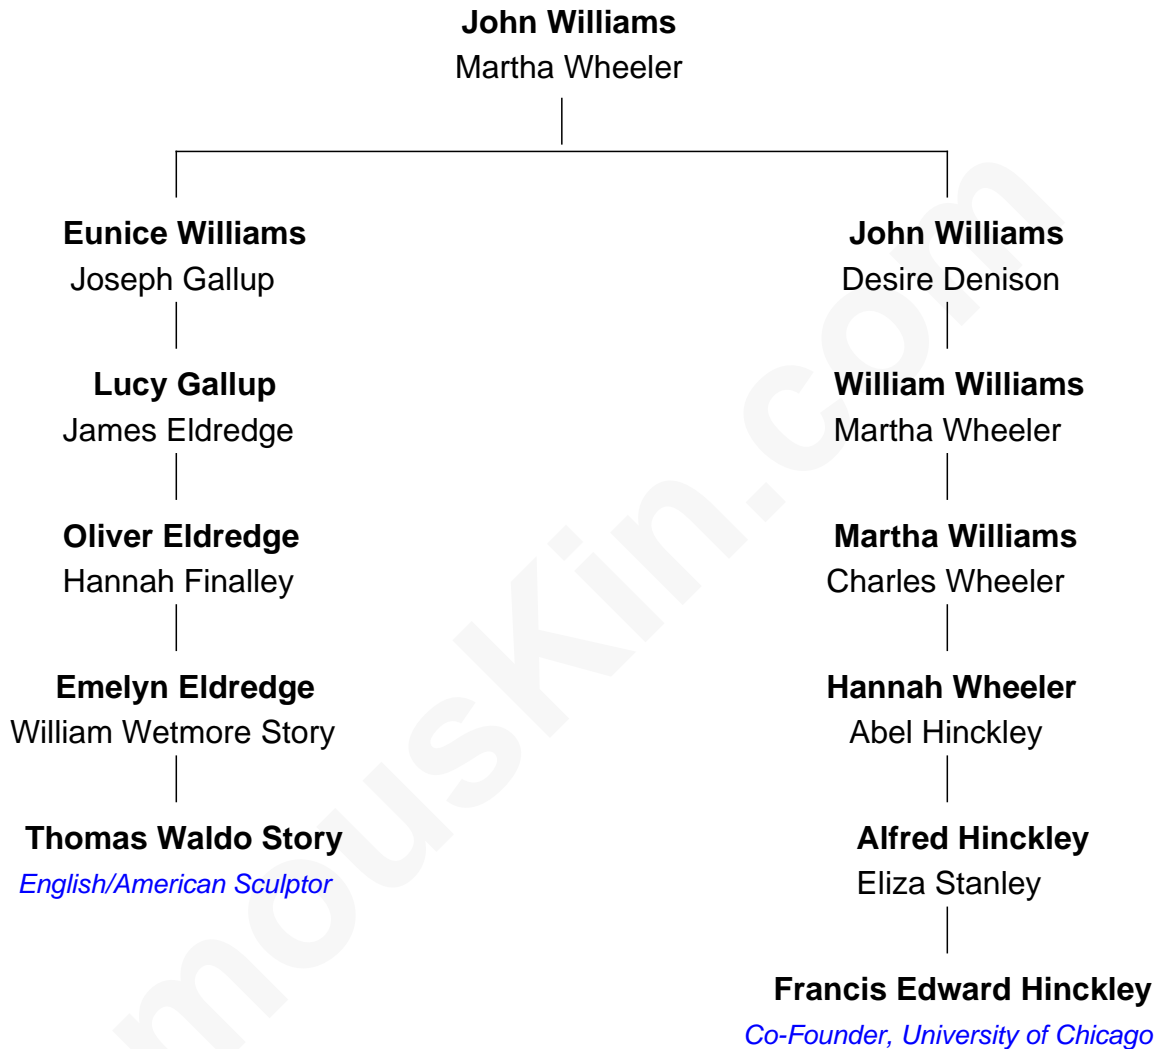 John Williams
Martha Wheeler
Eunice Williams
Joseph Gallup
John Williams
Desire Denison
Lucy Gallup
James Eldredge
William Williams
Martha Wheeler
Oliver Eldredge
Hannah Finalley
Martha Williams
Charles Wheeler
Emelyn Eldredge
William Wetmore Story
Hannah Wheeler
Abel Hinckley
Thomas Waldo Story
English/American Sculptor
Alfred Hinckley
Eliza Stanley
Francis Edward Hinckley
Co-Founder, University of Chicago
mousKin.com